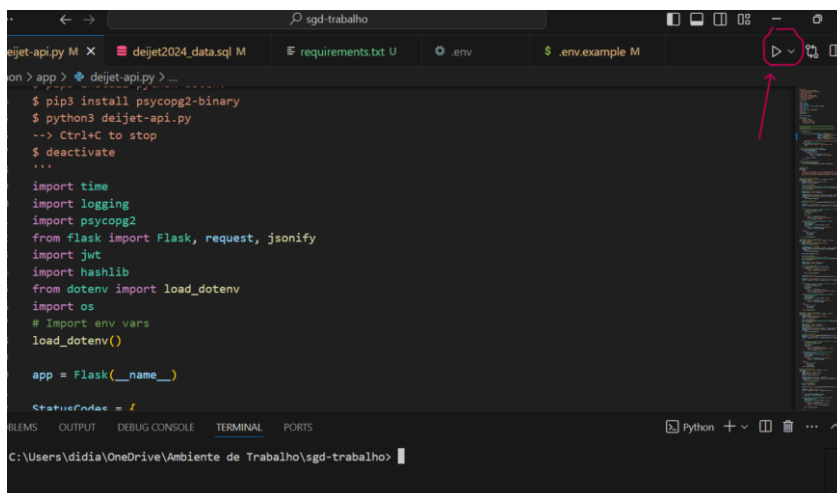 sgd-trabalho
eijet-api.py M
deijet2024_data.sql M
requirements.txt U
.env
$ .env.example M
on > app > deijet-api.py > ...
$ pip3 install psycopg2-binary
$ python3 deijet-api.py
--> Ctrl+C to stop
$ deactivate
'''
import time
import logging
import psycopg2
from flask import Flask, request, jsonify
import jwt
import hashlib
from dotenv import load_dotenv
import os
# Import env vars
load_dotenv()
app = Flask(__name__)
StatusCodes = {
BLEMS OUTPUT DEBUG CONSOLE TERMINAL PORTS
Python
C:\Users\didia\OneDrive\Ambiente de Trabalho\sgd-trabalho>